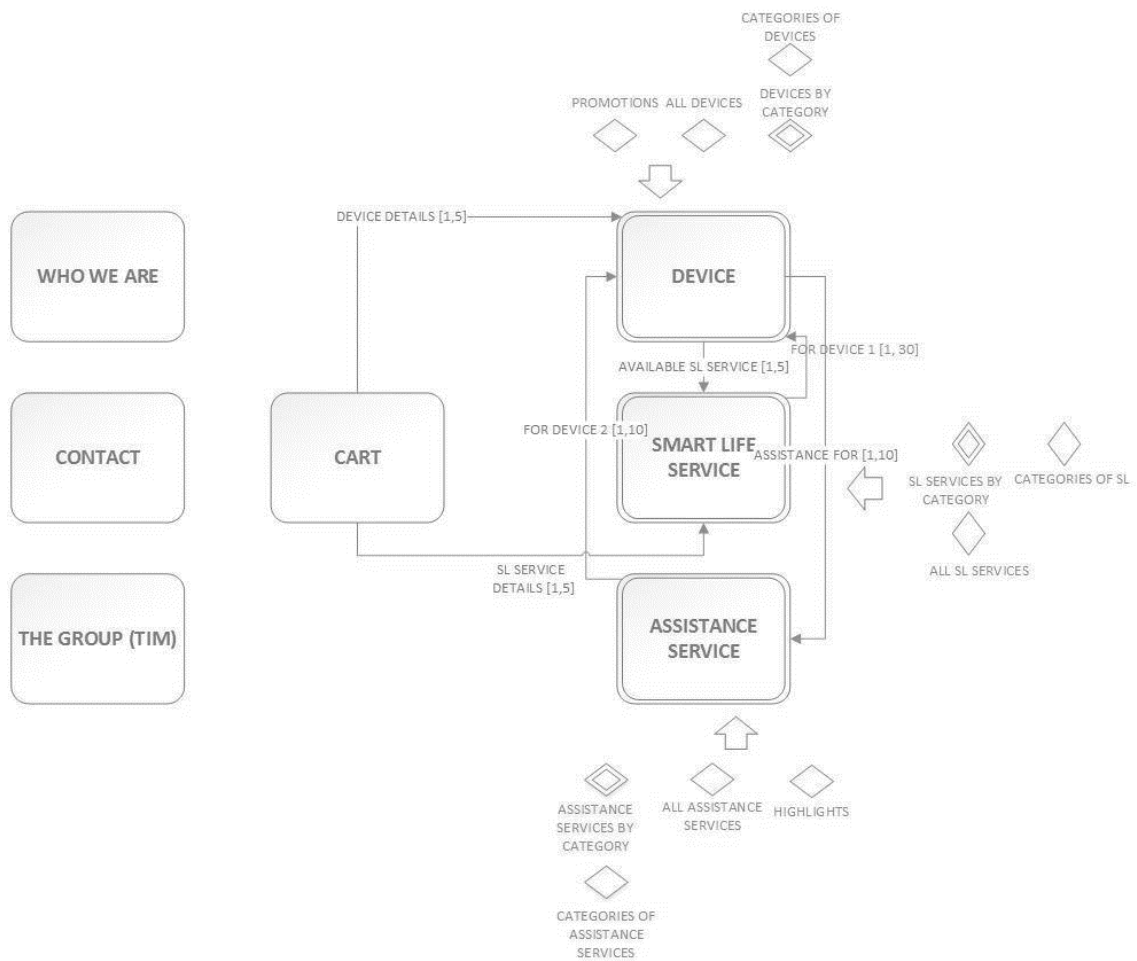 CATEGORIES OF
DEVICES
PROMOTIONS
ALL DEVICES
DEVICES BY
CATEGORY
DEVICE DETAILS [1,5]
WHO WE ARE
DEVICE
FOR DEVICE 1 [1, 30]
AVAILABLE SL SERVICE [1,5]
FOR DEVICE 2 [1,10]
CONTACT
CART
SMART LIFE
SERVICE
ASSISTANCE FOR [1,10]
SL SERVICES BY
CATEGORY
CATEGORIES OF SL
ALL SL SERVICES
SL SERVICE
DETAILS [1,5]
THE GROUP (TIM)
ASSISTANCE
SERVICE
ASSISTANCE
SERVICES BY
CATEGORY
ALL ASSISTANCE
SERVICES
HIGHLIGHTS
CATEGORIES OF
ASSISTANCE
SERVICES